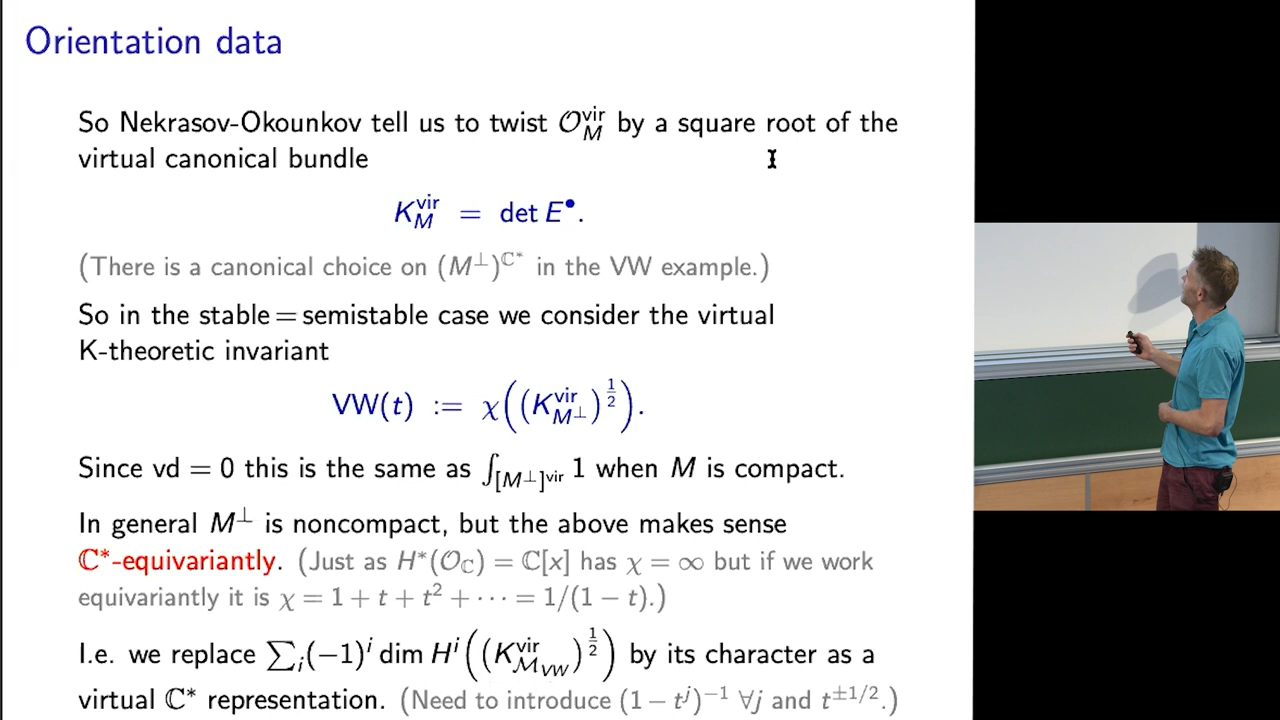 Orientation data
So Nekrasov-Okounkov tell us to twist 𝒪_M^vir by a square root of the
virtual canonical bundle
K_M^vir = det E^•.
(There is a canonical choice on (M^⊥)^{ℂ*} in the VW example.)
So in the stable = semistable case we consider the virtual
K-theoretic invariant
VW(t) := χ((K_{M^⊥}^vir)^{1/2}).
Since vd = 0 this is the same as ∫_{[M^⊥]^vir} 1 when M is compact.
In general M^⊥ is noncompact, but the above makes sense
ℂ*-equivariantly. (Just as H*(𝒪_ℂ) = ℂ[x] has χ = ∞ but if we work
equivariantly it is χ = 1 + t + t² + ⋯ = 1/(1 − t).)
I.e. we replace ∑_i(−1)^i dim H^i((K_{ℳ_VW}^vir)^{1/2}) by its character as a
virtual ℂ* representation. (Need to introduce (1 − t^j)^{−1} ∀j and t^{±1/2}.)